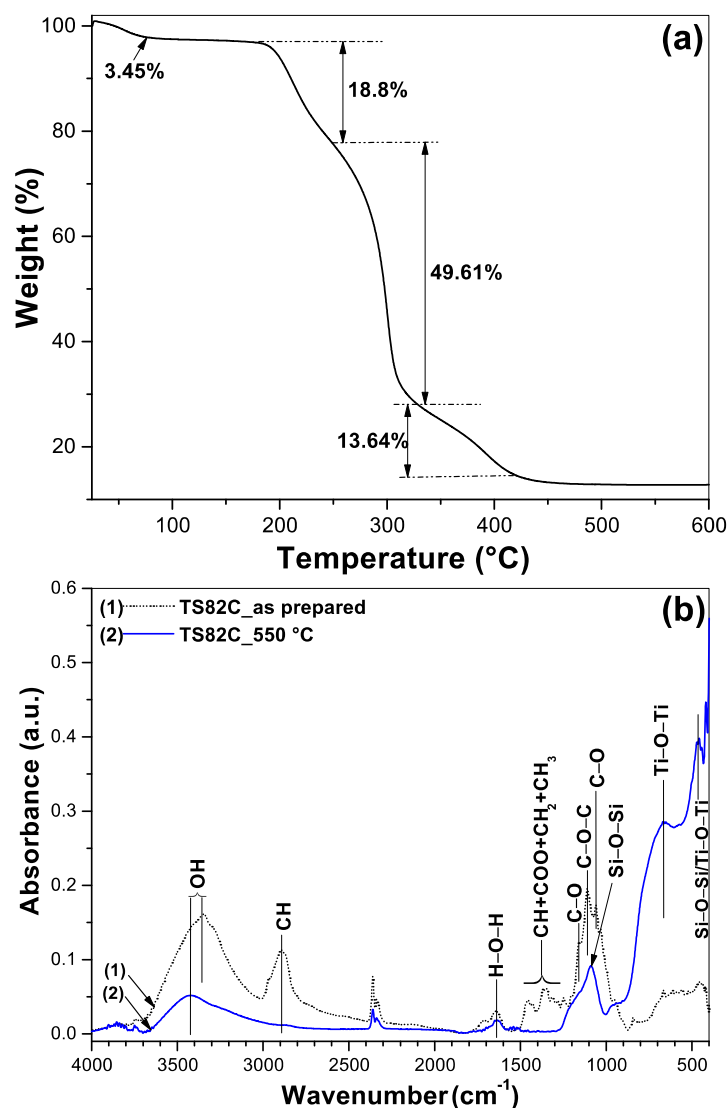 (a)
100
80
60
40
20
Weight (%)
3.45%
18.8%
49.61%
13.64%
100 200 300 400 500 600
Temperature (°C)
(b)
0.6
0.5
0.4
0.3
0.2
0.1
0.0
Absorbance (a.u.)
(1) TS82C_as prepared
(2) TS82C_550 °C
(1)
(2)
OH
CH
H–O–H
CH+COO+CH2+CH3
C–O
C–O–C
C–O
Si–O–Si
Ti–O–Ti
Si–O–Si/Ti–O–Ti
4000 3500 3000 2500 2000 1500 1000 500
Wavenumber (cm-1)